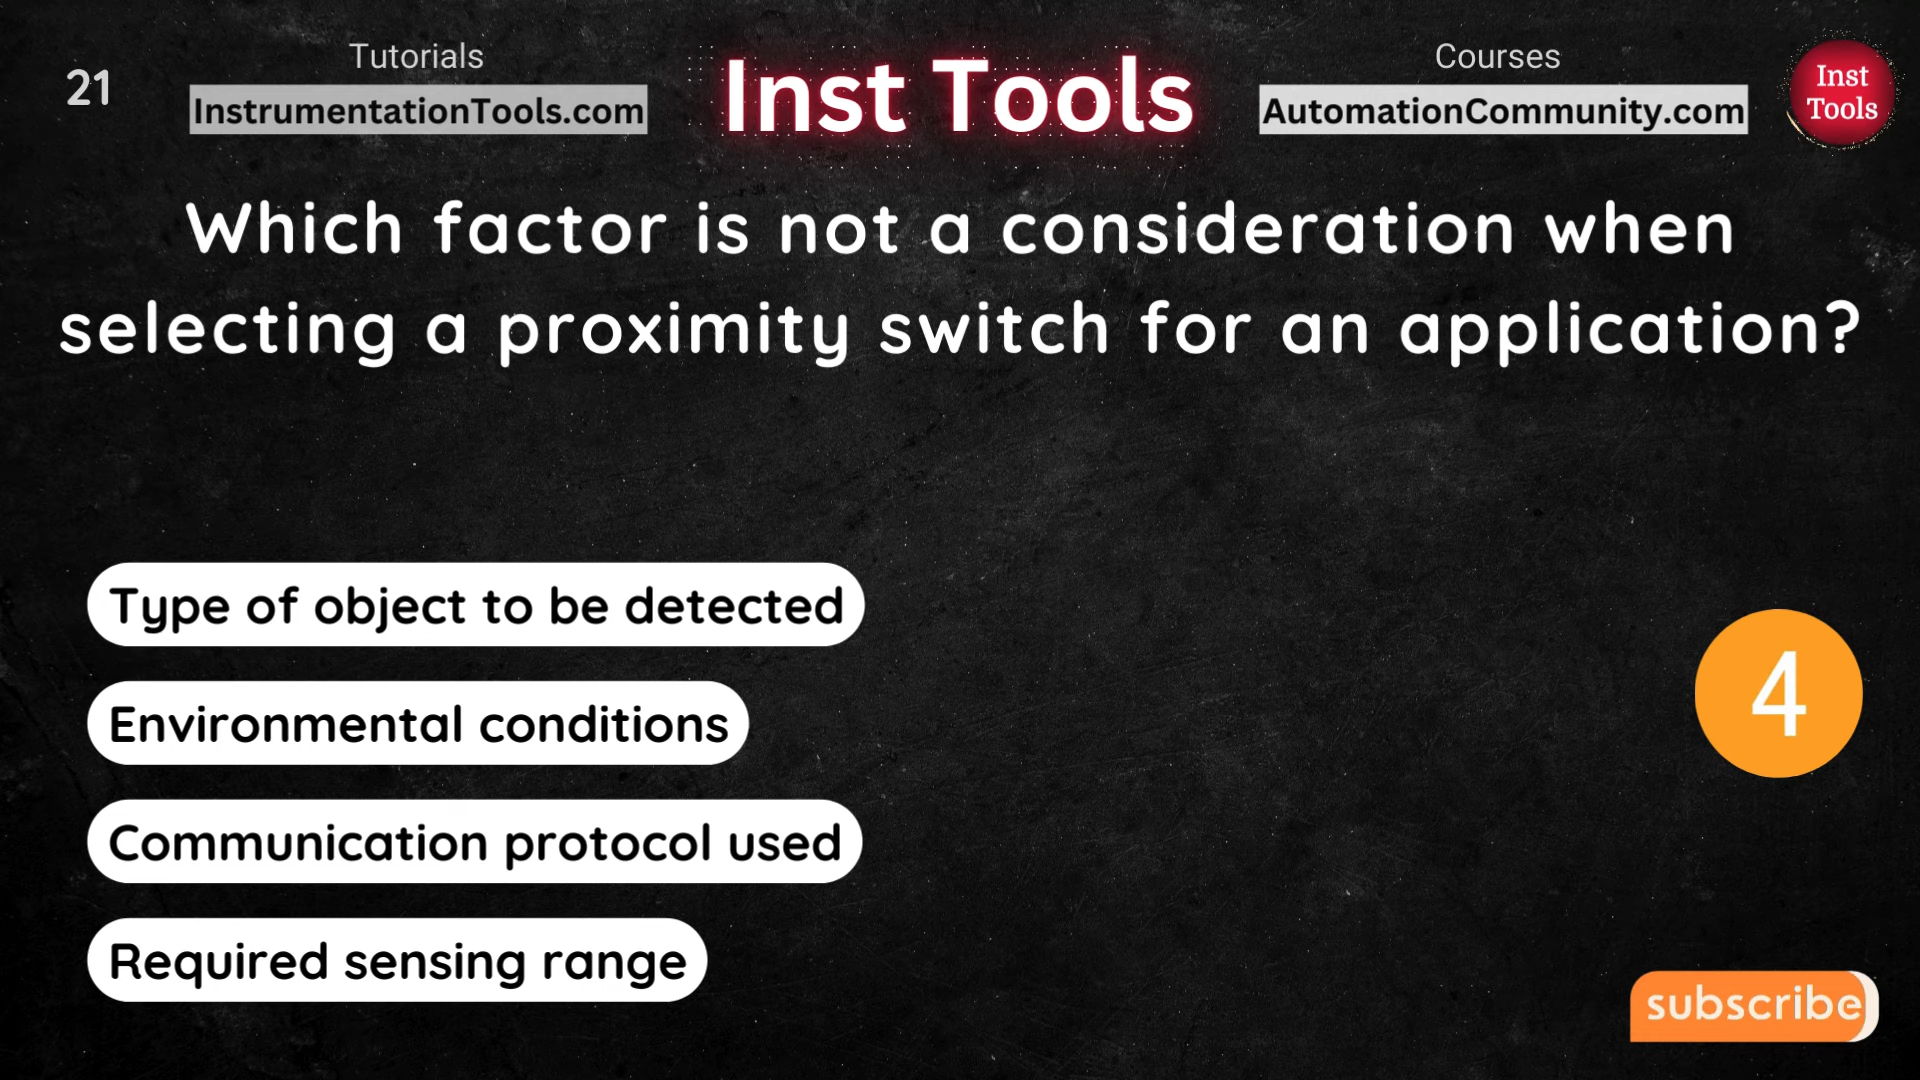 21
Tutorials
InstrumentationTools.com
Inst Tools
Courses
AutomationCommunity.com
Inst
Tools
Which factor is not a consideration when
selecting a proximity switch for an application?
Type of object to be detected
Environmental conditions
Communication protocol used
Required sensing range
4
subscribe